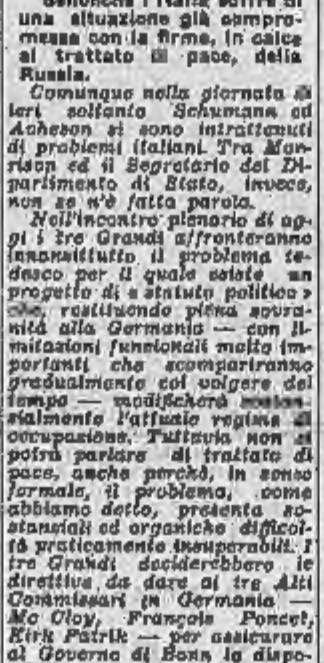 Sennonché l'Italia soffre di
una situazione già compro-
messa con la firma, in calce
al trattato di pace, della
Russia.
Comunque nella giornata di
ieri soltanto Schumann ed
Acheson si sono intrattenuti
di problemi italiani. Tra Mor-
rison ed il Segretario del Di-
partimento di Stato, invece,
non se n'è fatta parola.
Nell'incontro plenario di og-
gi i tre Grandi affronteranno
innanzitutto il problema te-
desco per il quale esiste un
progetto di « statuto politico »
che, restituendo piena sovra-
nità alla Germania — con li-
mitazioni funzionali molto im-
portanti che scompariranno
gradualmente col volgere del
tempo — modificherà
sialmente l'attuale regime di
occupazione. Tuttavia non si
potrà parlare di trattato di
pace, anche perché, in senso
formale, il problema, come
abbiamo detto, presenta so-
stanziali ed organiche difficol-
tà praticamente insuperabili. I
tre Grandi deciderebbero le
direttive da dare ai tre Alti
Commissari in Germania —
Mc Cloy, François Poncet,
Kirk Patrik — per assicurare
al Governo di Bonn la dispo-